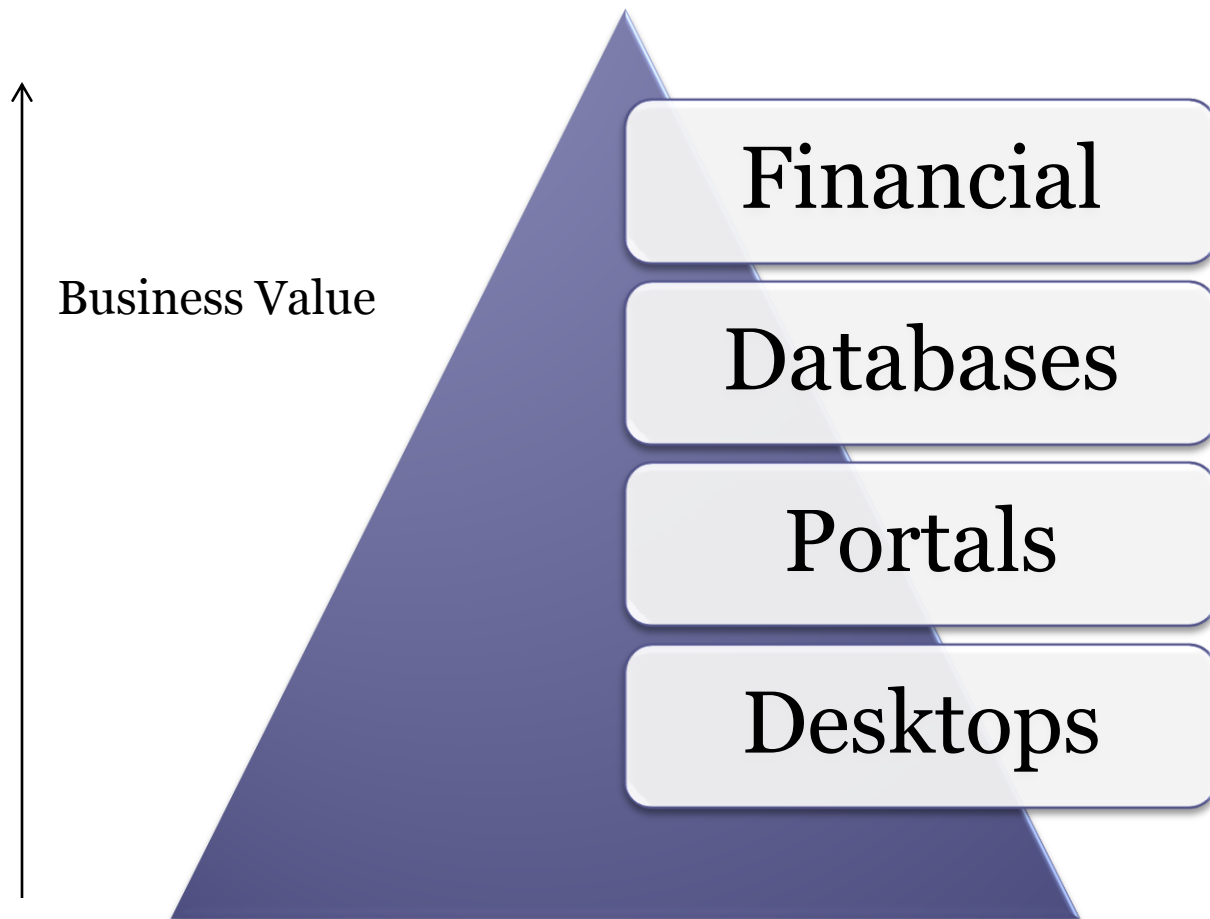 Financial
Business Value
Databases
Portals
Desktops